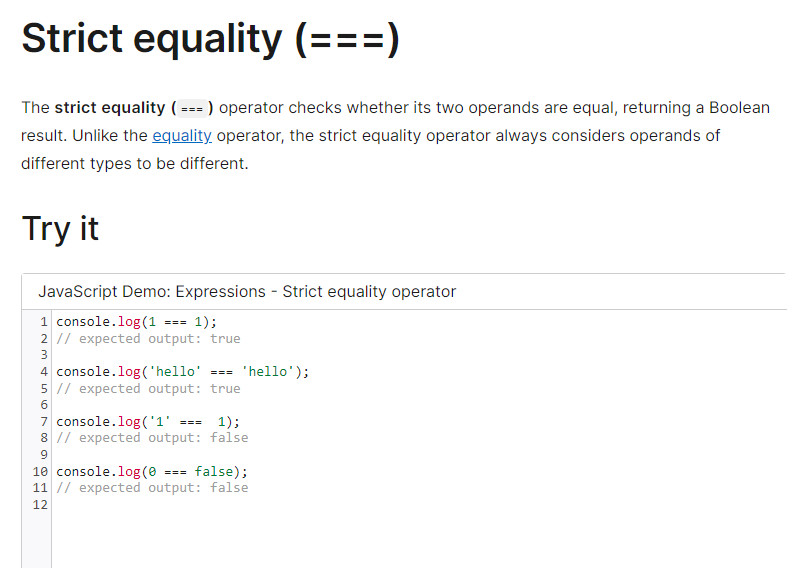 Strict equality (===)
The strict equality (===) operator checks whether its two operands are equal, returning a Boolean
result. Unlike the equality operator, the strict equality operator always considers operands of
different types to be different.
Try it
JavaScript Demo: Expressions - Strict equality operator
1 console.log(1 === 1);
2 // expected output: true
3
4 console.log('hello' === 'hello');
5 // expected output: true
6
7 console.log('1' ===  1);
8 // expected output: false
9
10 console.log(0 === false);
11 // expected output: false
12